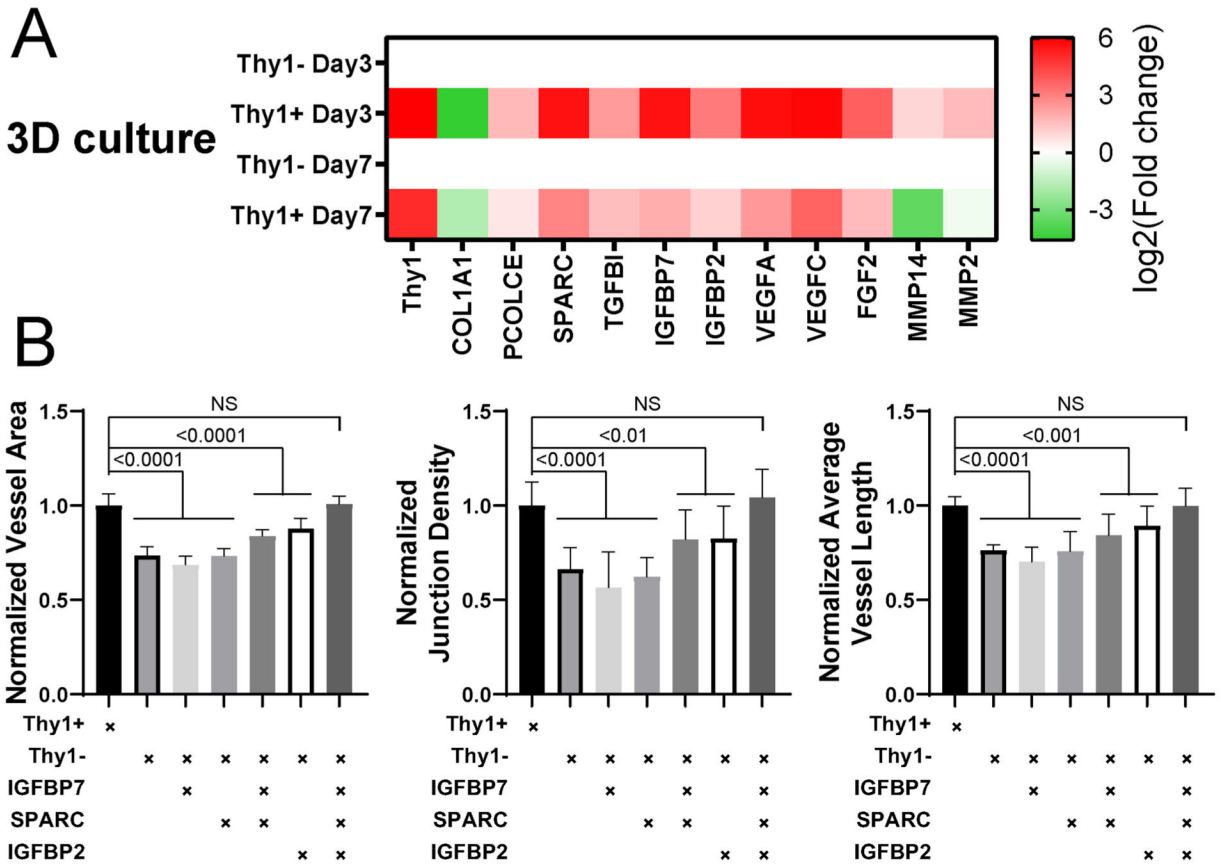 A
3D culture
Thy1- Day3
Thy1+ Day3
Thy1- Day7
Thy1+ Day7
Thy1
COL1A1
PCOLCE
SPARC
TGFBI
IGFBP7
IGFBP2
VEGFA
VEGFC
FGF2
MMP14
MMP2
6
3
0
-3
log2(Fold change)
B
Normalized Vessel Area
1.5
1.0
0.5
0.0
NS
<0.0001
<0.0001
Thy1+ ×
Thy1- × × × × × ×
IGFBP7 × × ×
SPARC × × ×
IGFBP2 × ×
Normalized
Junction Density
1.5
1.0
0.5
0.0
NS
<0.01
<0.0001
Thy1+ ×
Thy1- × × × × × ×
IGFBP7 × × ×
SPARC × × ×
IGFBP2 × ×
Normalized Average
Vessel Length
1.5
1.0
0.5
0.0
NS
<0.001
<0.0001
Thy1+ ×
Thy1- × × × × × ×
IGFBP7 × × ×
SPARC × × ×
IGFBP2 × ×